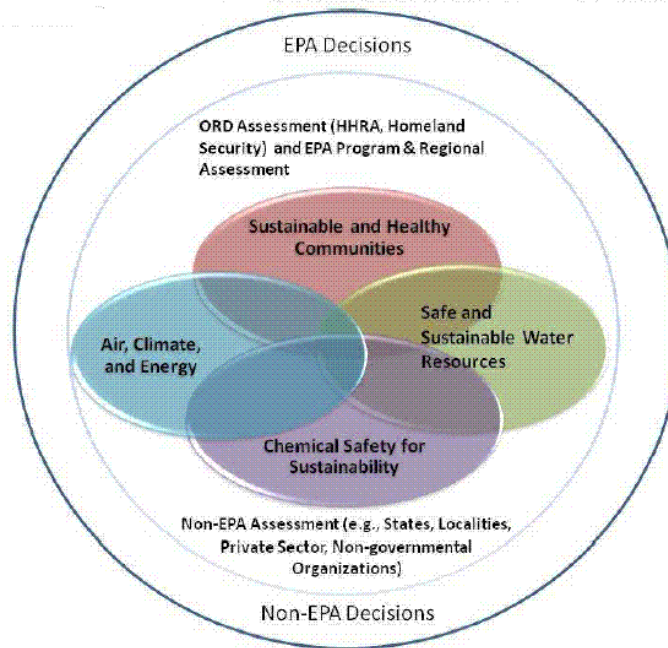 EPA Decisions
ORD Assessment (HHRA, Homeland
Security) and EPA Program & Regional
Assessment
Sustainable and Healthy
Communities
Air, Climate,
and Energy
Safe and
Sustainable Water
Resources
Chemical Safety for
Sustainability
Non-EPA Assessment (e.g., States, Localities,
Private Sector, Non-governmental
Organizations)
Non-EPA Decisions